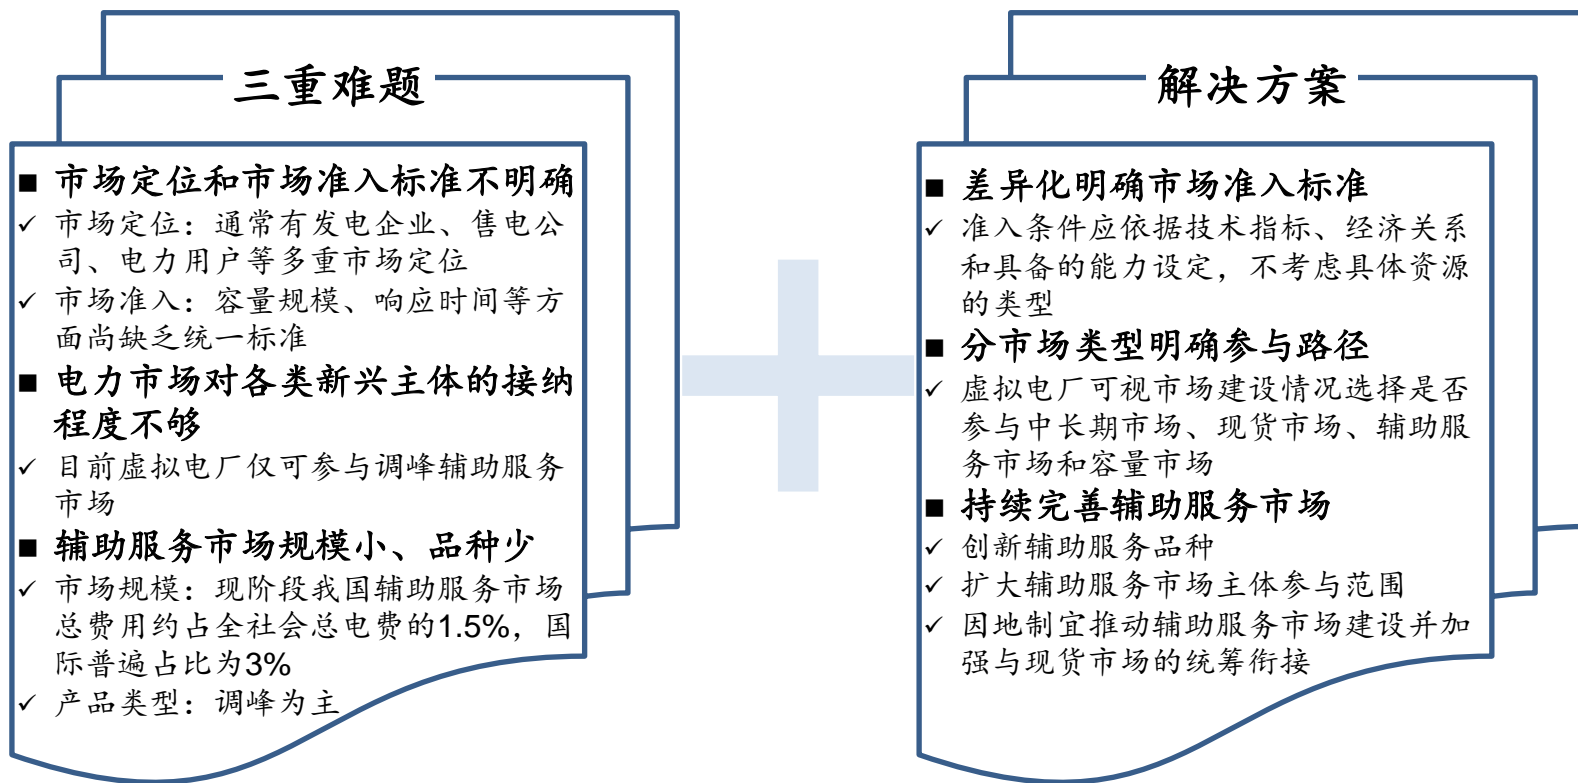 三重难题
■ 市场定位和市场准入标准不明确
✓ 市场定位：通常有发电企业、售电公
司、电力用户等多重市场定位
✓ 市场准入：容量规模、响应时间等方
面尚缺乏统一标准
■ 电力市场对各类新兴主体的接纳
程度不够
✓ 目前虚拟电厂仅可参与调峰辅助服务
市场
■ 辅助服务市场规模小、品种少
✓ 市场规模：现阶段我国辅助服务市场
总费用约占全社会总电费的1.5%，国
际普遍占比为3%
✓ 产品类型：调峰为主
解决方案
■ 差异化明确市场准入标准
✓ 准入条件应依据技术指标、经济关系
和具备的能力设定，不考虑具体资源
的类型
■ 分市场类型明确参与路径
✓ 虚拟电厂可视市场建设情况选择是否
参与中长期市场、现货市场、辅助服
务市场和容量市场
■ 持续完善辅助服务市场
✓ 创新辅助服务品种
✓ 扩大辅助服务市场主体参与范围
✓ 因地制宜推动辅助服务市场建设并加
强与现货市场的统筹衔接